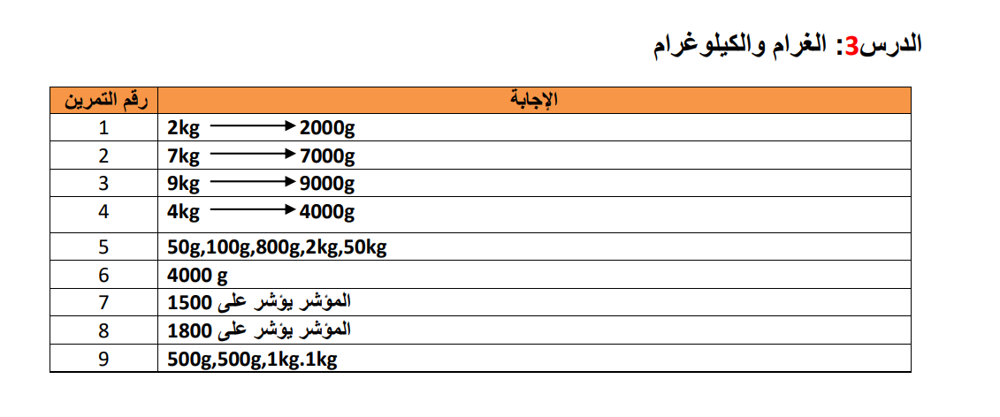 الدرس3: الغرام والكيلوغرام
رقم التمرين الإجابة
1 2kg ⟶ 2000g
2 7kg ⟶ 7000g
3 9kg ⟶ 9000g
4 4kg ⟶ 4000g
5 50g,100g,800g,2kg,50kg
6 4000 g
7 المؤشر يؤشر على 1500
8 المؤشر يؤشر على 1800
9 500g,500g,1kg.1kg